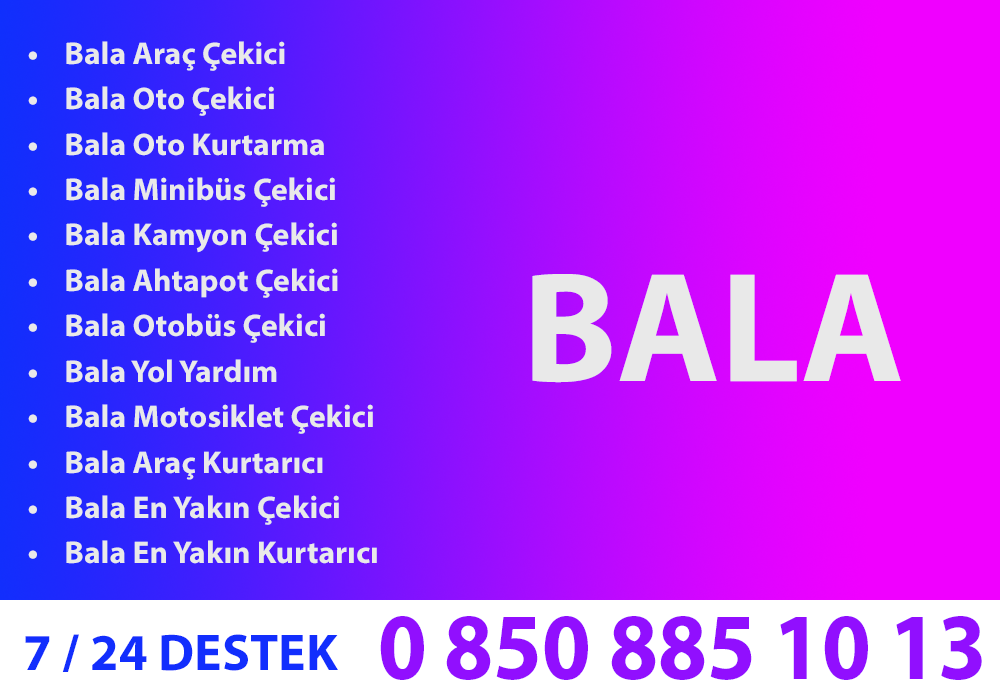 • Bala Araç Çekici
• Bala Oto Çekici
• Bala Oto Kurtarma
• Bala Minibüs Çekici
• Bala Kamyon Çekici
• Bala Ahtapot Çekici
• Bala Otobüs Çekici
• Bala Yol Yardım
• Bala Motosiklet Çekici
• Bala Araç Kurtarıcı
• Bala En Yakın Çekici
• Bala En Yakın Kurtarıcı
BALA
7 / 24 DESTEK 0 850 885 10 13